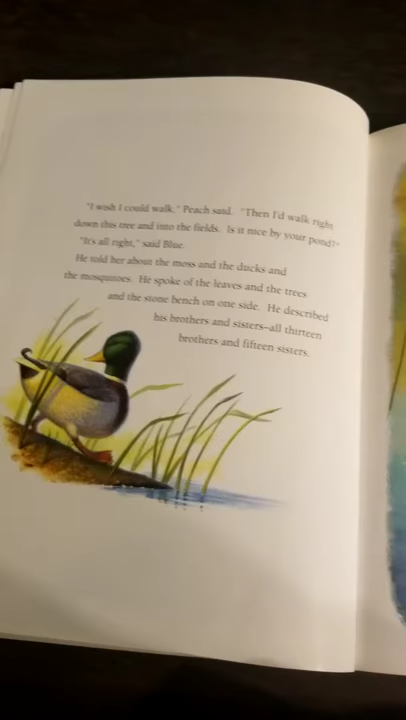 "I wish I could walk," Peach said. "Then I'd walk right
down this tree and into the fields. Is it nice by your pond?"
"It's all right," said Blue.
He told her about the moss and the ducks and
the mosquitoes. He spoke of the leaves and the trees
and the stone bench on one side. He described
his brothers and sisters–all thirteen
brothers and fifteen sisters.